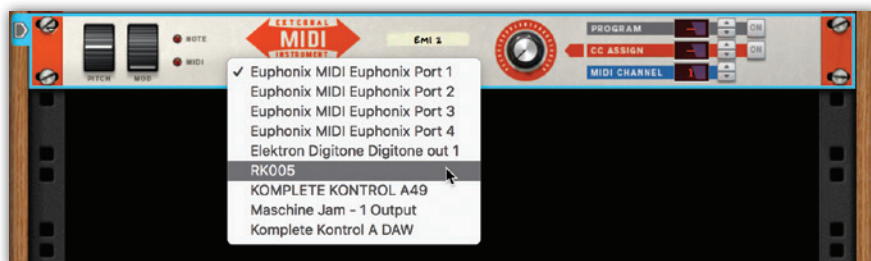 EXTERNAL
MIDI
INSTRUMENT
NOTE
MIDI
PITCH
MOD
EMI 2
PROGRAM
ON
CC ASSIGN
ON
MIDI CHANNEL
1
✓ Euphonix MIDI Euphonix Port 1
Euphonix MIDI Euphonix Port 2
Euphonix MIDI Euphonix Port 3
Euphonix MIDI Euphonix Port 4
Elektron Digitone Digitone out 1
RK005
KOMPLETE KONTROL A49
Maschine Jam - 1 Output
Komplete Kontrol A DAW